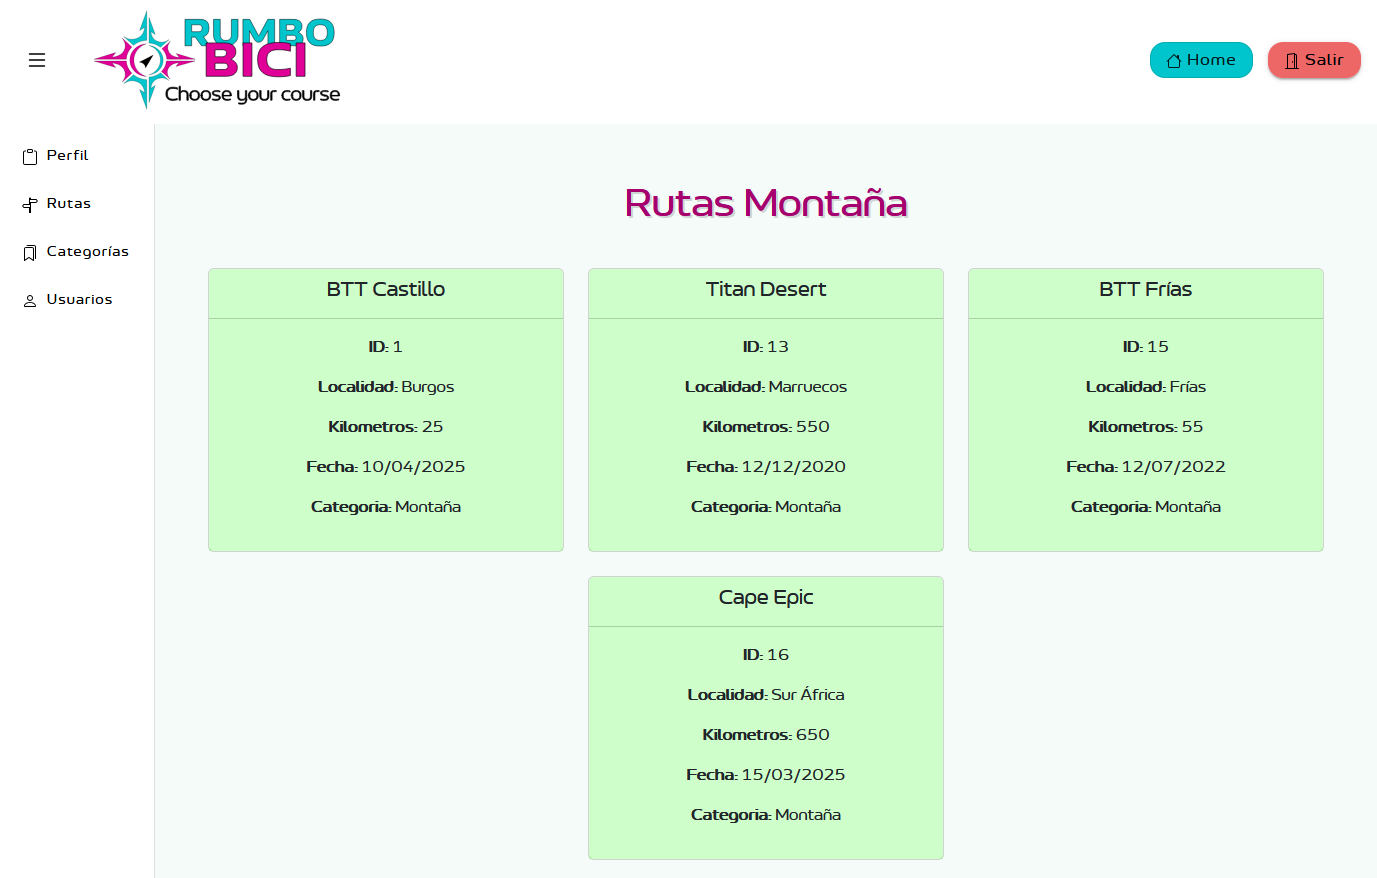 RUMBO
BICI
Choose your course
Home
Salir
Perfil
Rutas
Categorías
Usuarios
Rutas Montaña
BTT Castillo
ID: 1
Localidad: Burgos
Kilometros: 25
Fecha: 10/04/2025
Categoria: Montaña
Titan Desert
ID: 13
Localidad: Marruecos
Kilometros: 550
Fecha: 12/12/2020
Categoria: Montaña
BTT Frías
ID: 15
Localidad: Frías
Kilometros: 55
Fecha: 12/07/2022
Categoria: Montaña
Cape Epic
ID: 16
Localidad: Sur África
Kilometros: 650
Fecha: 15/03/2025
Categoria: Montaña